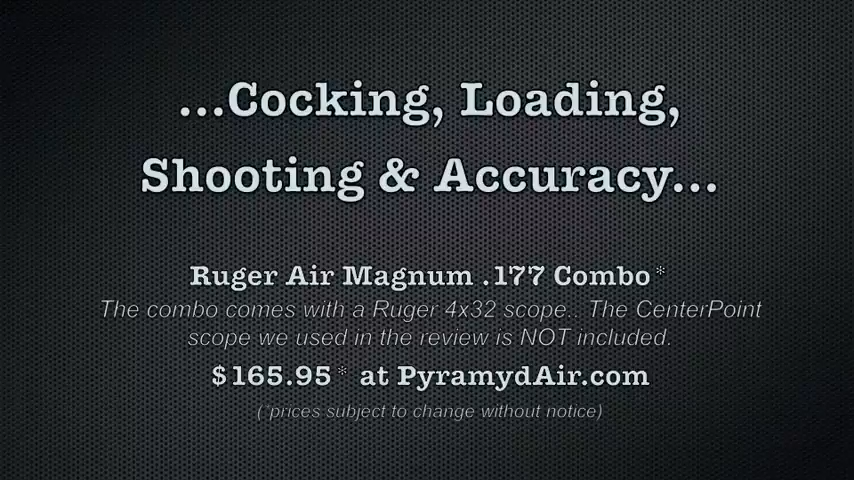 ...Cocking, Loading,
Shooting & Accuracy...
Ruger Air Magnum .177 Combo*
The combo comes with a Ruger 4x32 scope.. The CenterPoint
scope we used in the review is NOT included.
$165.95* at PyramydAir.com
(*prices subject to change without notice)